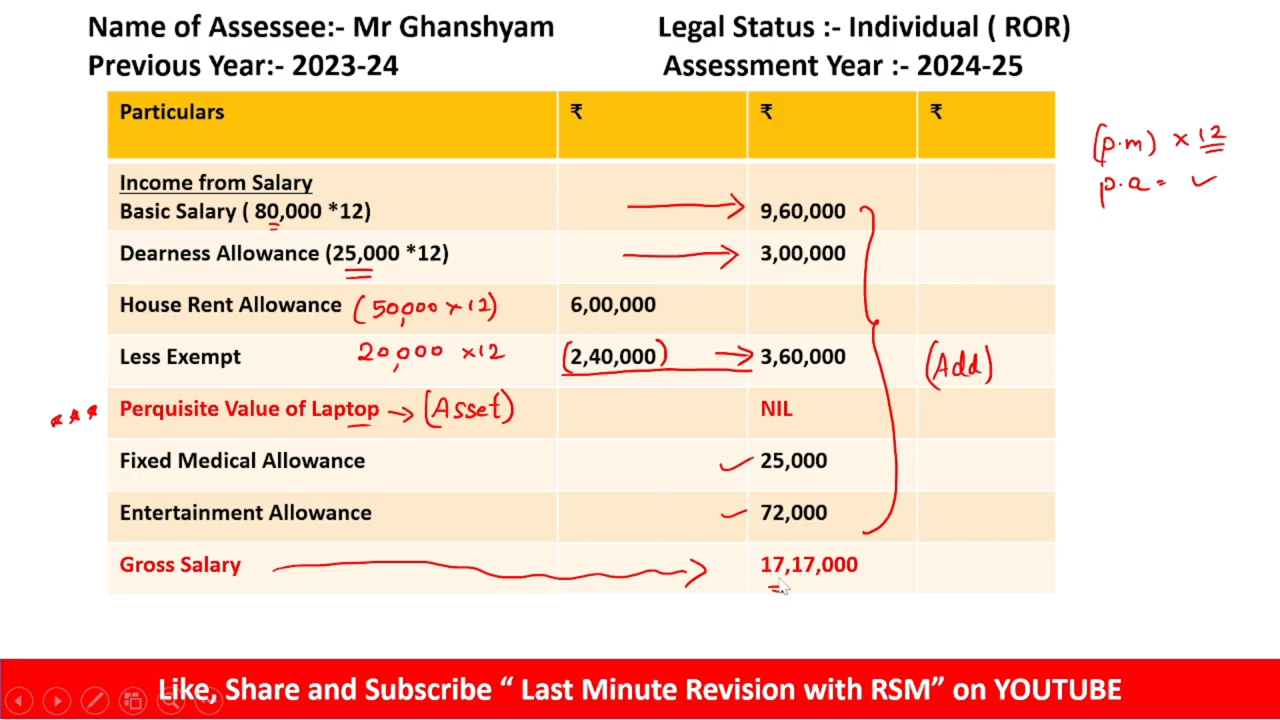 Name of Assessee:- Mr Ghanshyam Legal Status :- Individual ( ROR)
Previous Year:- 2023-24 Assessment Year :- 2024-25
Particulars ₹ ₹ ₹
(p.m) × 12
p.a =
Income from Salary
Basic Salary ( 80,000 *12) 9,60,000
Dearness Allowance (25,000 *12) 3,00,000
House Rent Allowance (50,000 × 12) 6,00,000
Less Exempt 20,000 × 12 (2,40,000) 3,60,000 (Add)
Perquisite Value of Laptop → (Asset) NIL
Fixed Medical Allowance 25,000
Entertainment Allowance 72,000
Gross Salary 17,17,000
Like, Share and Subscribe “ Last Minute Revision with RSM” on YOUTUBE